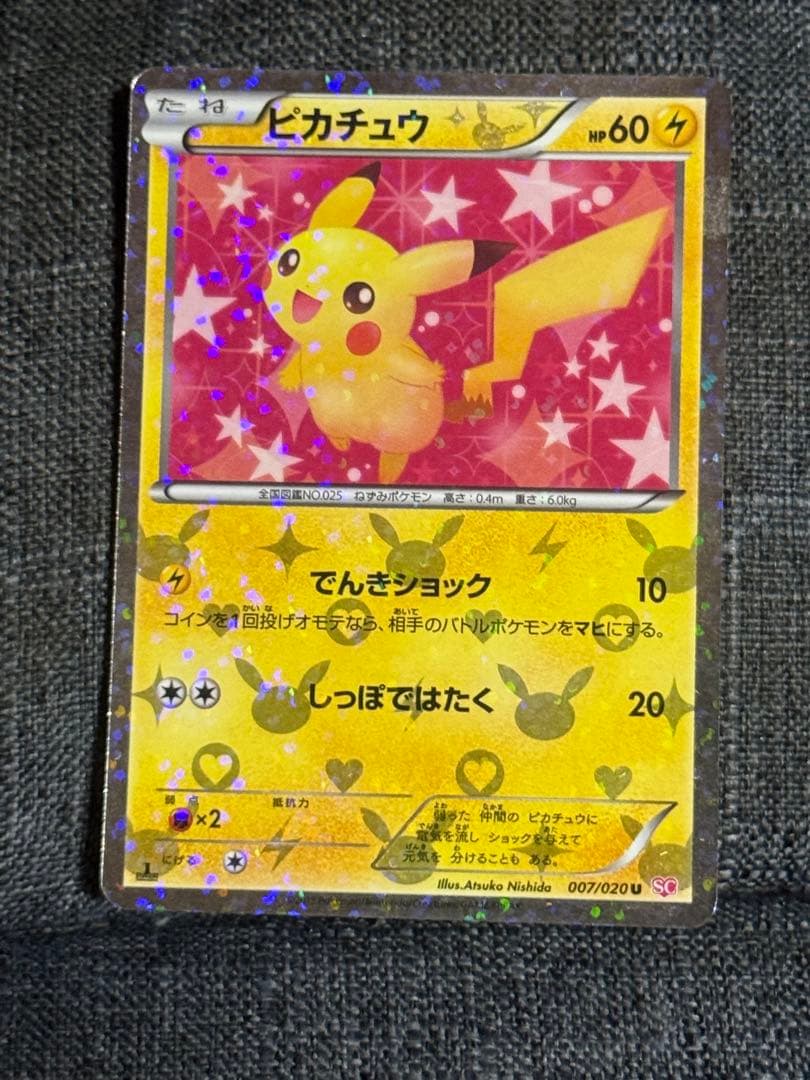 たね ピカチュウ HP60
全国図鑑NO.025 ねずみポケモン 高さ:0.4m 重さ:6.0kg
でんきショック 10
コインを1回投げオモテなら、相手のバトルポケモンをマヒにする。
しっぽではたく 20
弱点 抵抗力
×2
にげる
弱った 仲間の ピカチュウに
電気を流し ショックを与えて
元気を 分けることも ある。
Illus.Atsuko Nishida 007/020 U SC